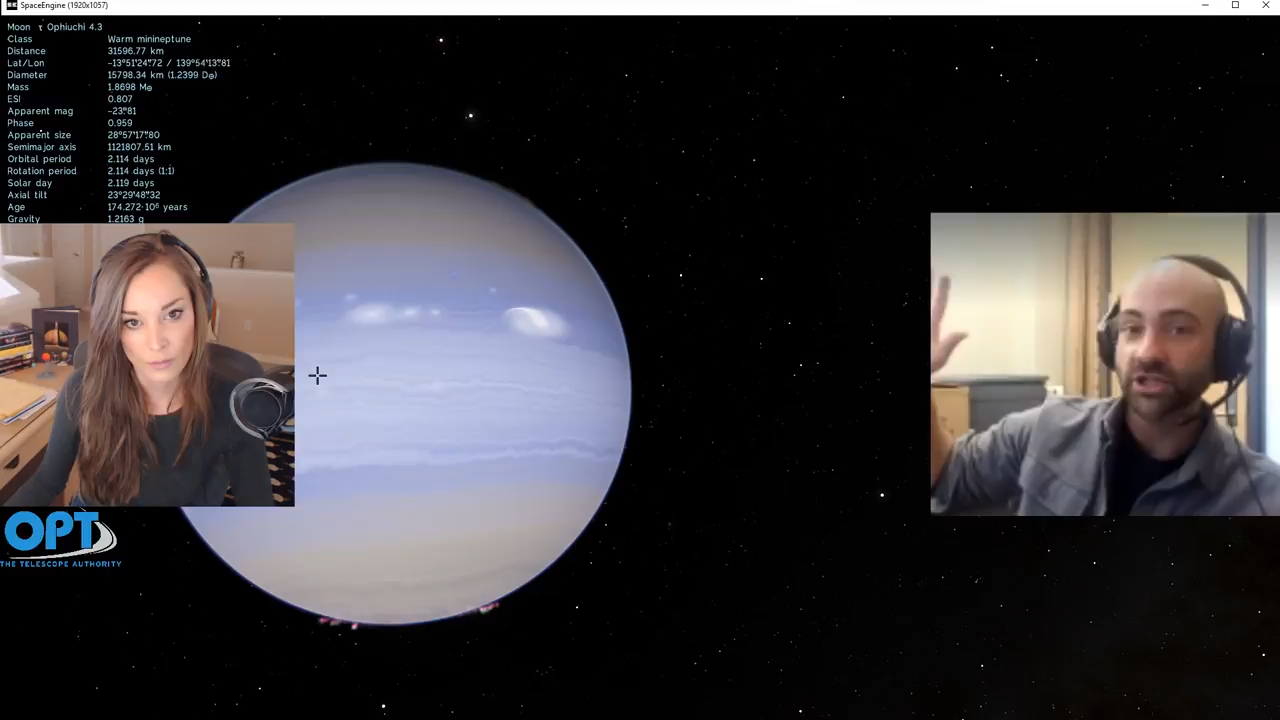 SpaceEngine (1920x1057)
Moon τ Ophiuchi 4.3
Class Warm minineptune
Distance 31596.77 km
Lat/Lon -13°51'24"72 / 139°54'13"81
Diameter 15798.34 km (1.2399 D⊕)
Mass 1.8698 M⊕
ESI 0.807
Apparent mag -23ᵐ81
Phase 0.959
Apparent size 28°57'17"80
Semimajor axis 1121807.51 km
Orbital period 2.114 days
Rotation period 2.114 days (1:1)
Solar day 2.119 days
Axial tilt 23°29'48"32
Age 174.272·10⁶ years
Gravity 1.2163 g
OPT
THE TELESCOPE AUTHORITY